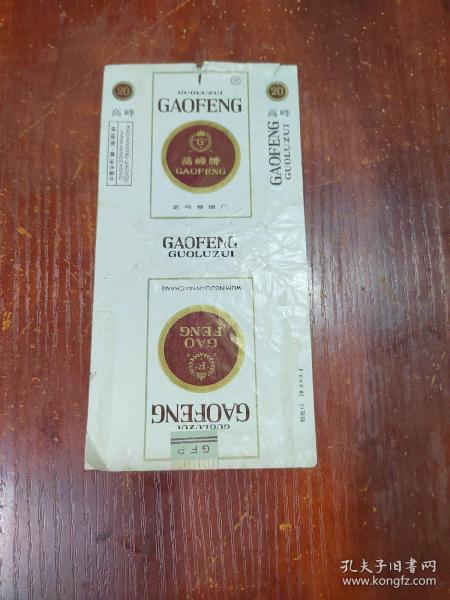 20
高峰
GUOLUZUI
GAOFENG
®
高峰牌
GAOFENG
武鸣卷烟厂
20
高峰
GAOFENG
GUOLUZUI
GAOFENG
GUOLUZUI
WUMINGJUANYANCHANG
GAO
FENG
GAOFENG
GUOLUZUI
GFP
孔夫子旧书网
www.kongfz.com